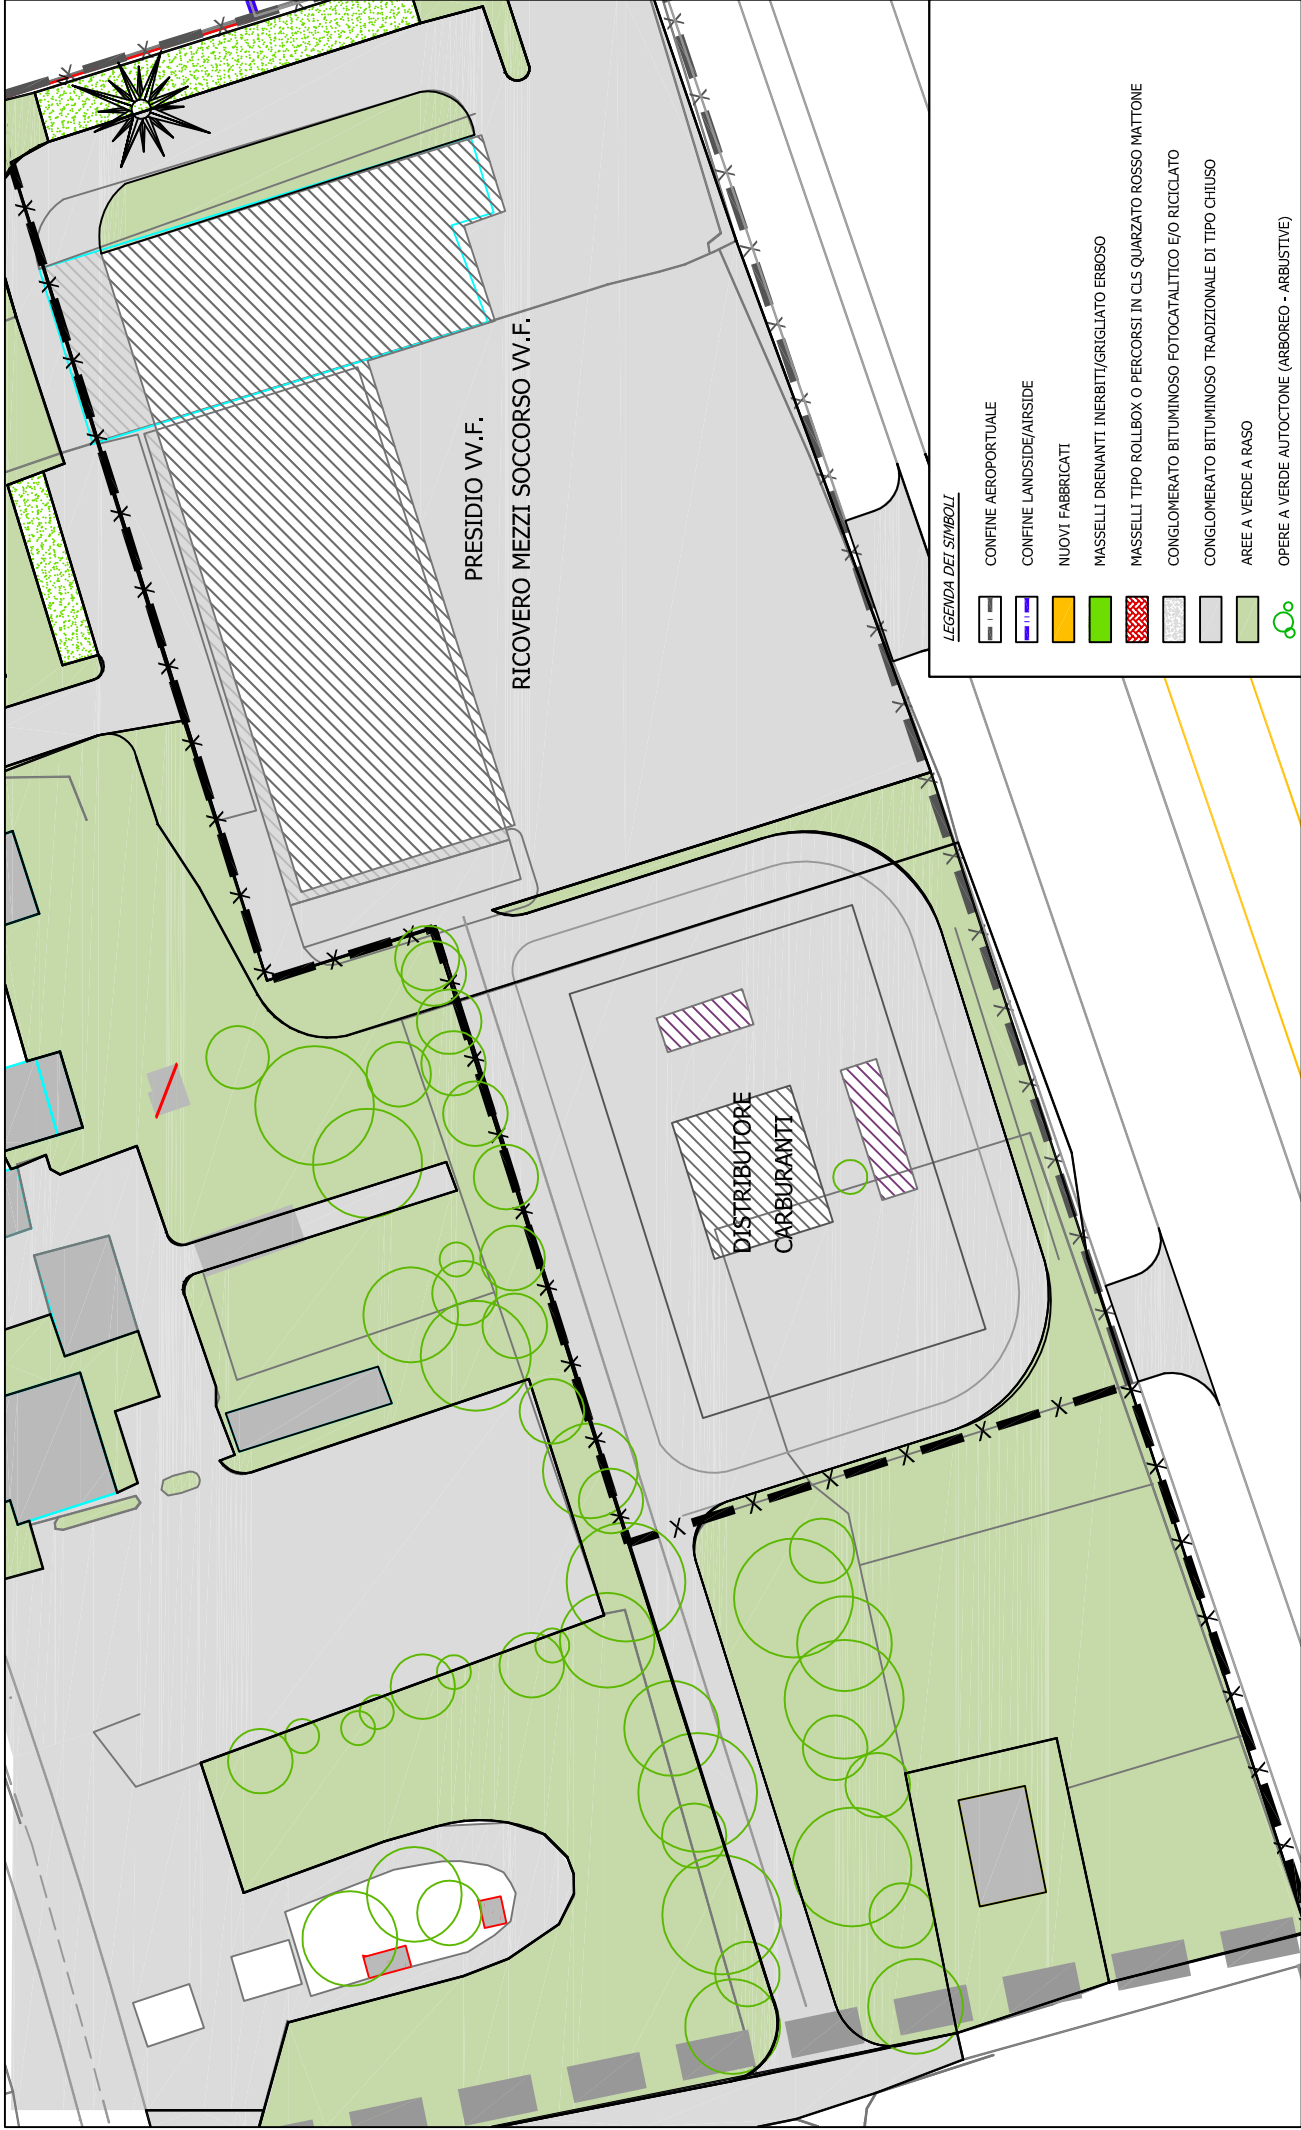 PRESIDIO VV.F.
RICOVERO MEZZI SOCCORSO VV.F.
DISTRIBUTORE
CARBURANTI
LEGENDA DEI SIMBOLI
CONFINE AEROPORTUALE
CONFINE LANDSIDE/AIRSIDE
NUOVI FABBRICATI
MASSELLI DRENANTI INERBITI/GRIGLIATO ERBOSO
MASSELLI TIPO ROLLBOX O PERCORSI IN CLS QUARZATO ROSSO MATTONE
CONGLOMERATO BITUMINOSO FOTOCATALITICO E/O RICICLATO
CONGLOMERATO BITUMINOSO TRADIZIONALE DI TIPO CHIUSO
AREE A VERDE A RASO
OPERE A VERDE AUTOCTONE (ARBOREO - ARBUSTIVE)